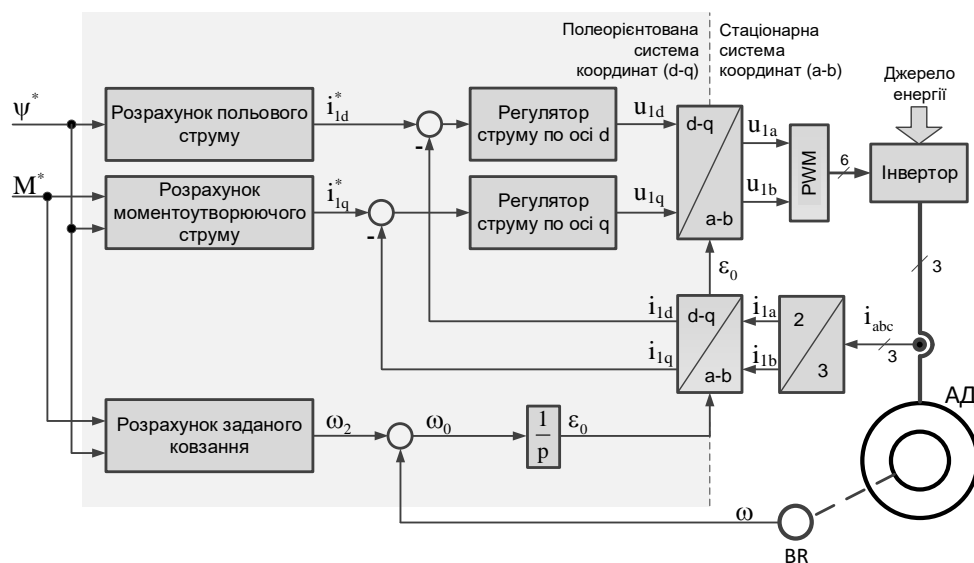 Полеорієнтована
система
координат (d-q)
Стаціонарна
система
координат (a-b)
Джерело
енергії
ψ*
Розрахунок польового
струму
i*1d
-
Регулятор
струму по осі d
u1d
d-q
a-b
u1a
u1b
PWM
6
Інвертор
M*
Розрахунок
моментоутворюючого
струму
i*1q
-
Регулятор
струму по осі q
u1q
ε0
3
i1d
i1q
d-q
a-b
i1a
i1b
2
3
iabc
3
АД
Розрахунок заданого
ковзання
ω2
ω0
1
p
ε0
ω
BR